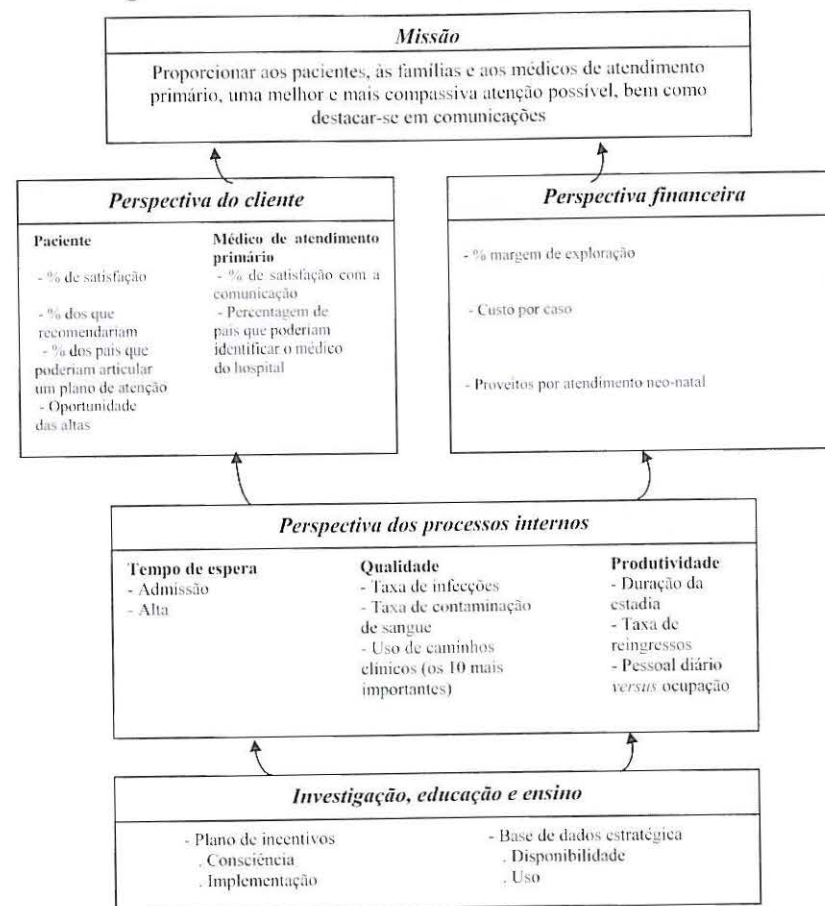 Missão
Proporcionar aos pacientes, às famílias e aos médicos de atendimento
primário, uma melhor e mais compassiva atenção possível, bem como
destacar-se em comunicações
Perspectiva do cliente
Paciente
- % de satisfação
- % dos que
recomendariam
- % dos pais que
poderiam articular
um plano de atenção
- Oportunidade
das altas
Médico de atendimento
primário
- % de satisfação com a
comunicação
- Percentagem de
pais que poderiam
identificar o médico
do hospital
Perspectiva financeira
- % margem de exploração
- Custo por caso
- Proveitos por atendimento neo-natal
Perspectiva dos processos internos
Tempo de espera
- Admissão
- Alta
Qualidade
- Taxa de infecções
- Taxa de contaminação
de sangue
- Uso de caminhos
clínicos (os 10 mais
importantes)
Produtividade
- Duração da
estadia
- Taxa de
reingressos
- Pessoal diário
versus ocupação
Investigação, educação e ensino
- Plano de incentivos
. Consciência
. Implementação
- Base de dados estratégica
. Disponibilidade
. Uso